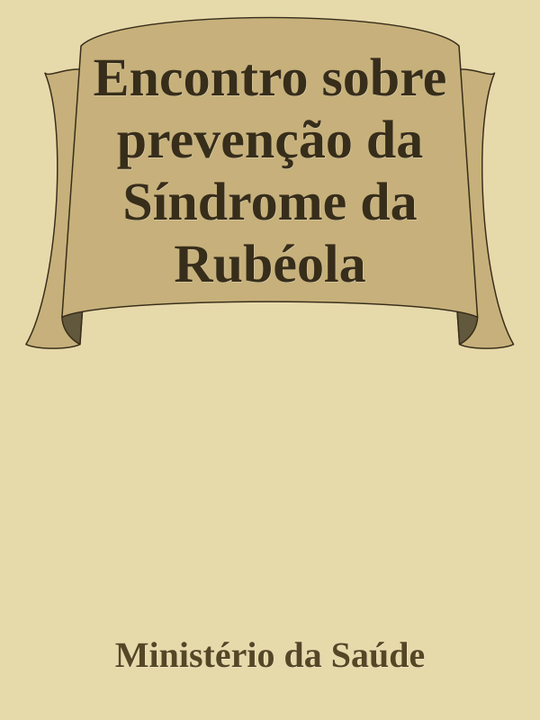 Encontro sobre
prevenção da
Síndrome da
Rubéola
Ministério da Saúde